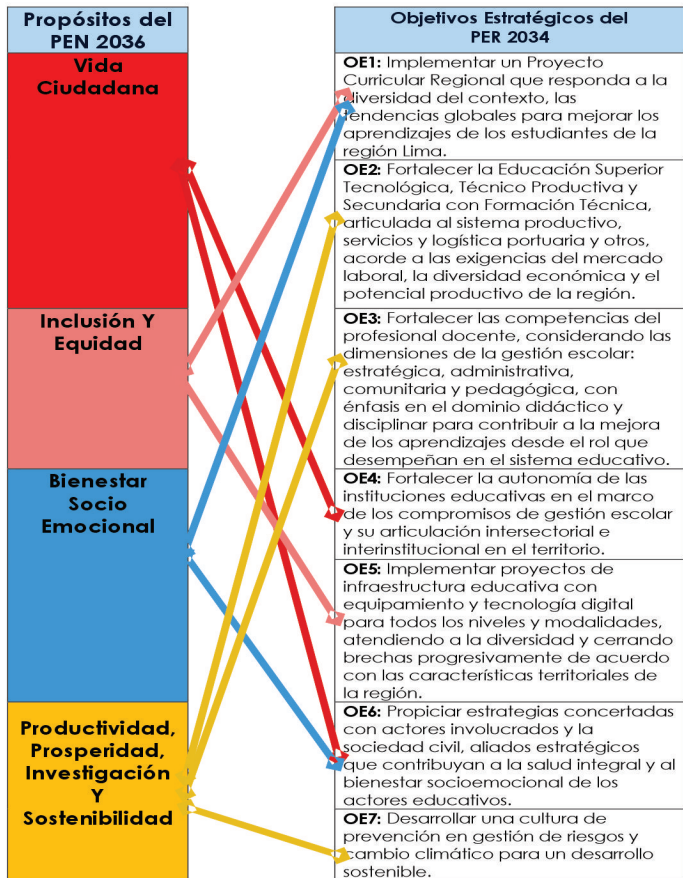 Propósitos del
PEN 2036
Vida
Ciudadana
Inclusión Y
Equidad
Bienestar
Socio
Emocional
Productividad,
Prosperidad,
Investigación
Y
Sostenibilidad
Objetivos Estratégicos del
PER 2034
OE1: Implementar un Proyecto
Curricular Regional que responda a la
diversidad del contexto, las
tendencias globales para mejorar los
aprendizajes de los estudiantes de la
región Lima.
OE2: Fortalecer la Educación Superior
Tecnológica, Técnico Productiva y
Secundaria con Formación Técnica,
articulada al sistema productivo,
servicios y logística portuaria y otros,
acorde a las exigencias del mercado
laboral, la diversidad económica y el
potencial productivo de la región.
OE3: Fortalecer las competencias del
profesional docente, considerando las
dimensiones de la gestión escolar:
estratégica, administrativa,
comunitaria y pedagógica, con
énfasis en el dominio didáctico y
disciplinar para contribuir a la mejora
de los aprendizajes desde el rol que
desempeñan en el sistema educativo.
OE4: Fortalecer la autonomía de las
instituciones educativas en el marco
de los compromisos de gestión escolar
y su articulación intersectorial e
interinstitucional en el territorio.
OE5: Implementar proyectos de
infraestructura educativa con
equipamiento y tecnología digital
para todos los niveles y modalidades,
atendiendo a la diversidad y cerrando
brechas progresivamente de acuerdo
con las características territoriales de
la región.
OE6: Propiciar estrategias concertadas
con actores involucrados y la
sociedad civil, aliados estratégicos
que contribuyan a la salud integral y al
bienestar socioemocional de los
actores educativos.
OE7: Desarrollar una cultura de
prevención en gestión de riesgos y
cambio climático para un desarrollo
sostenible.